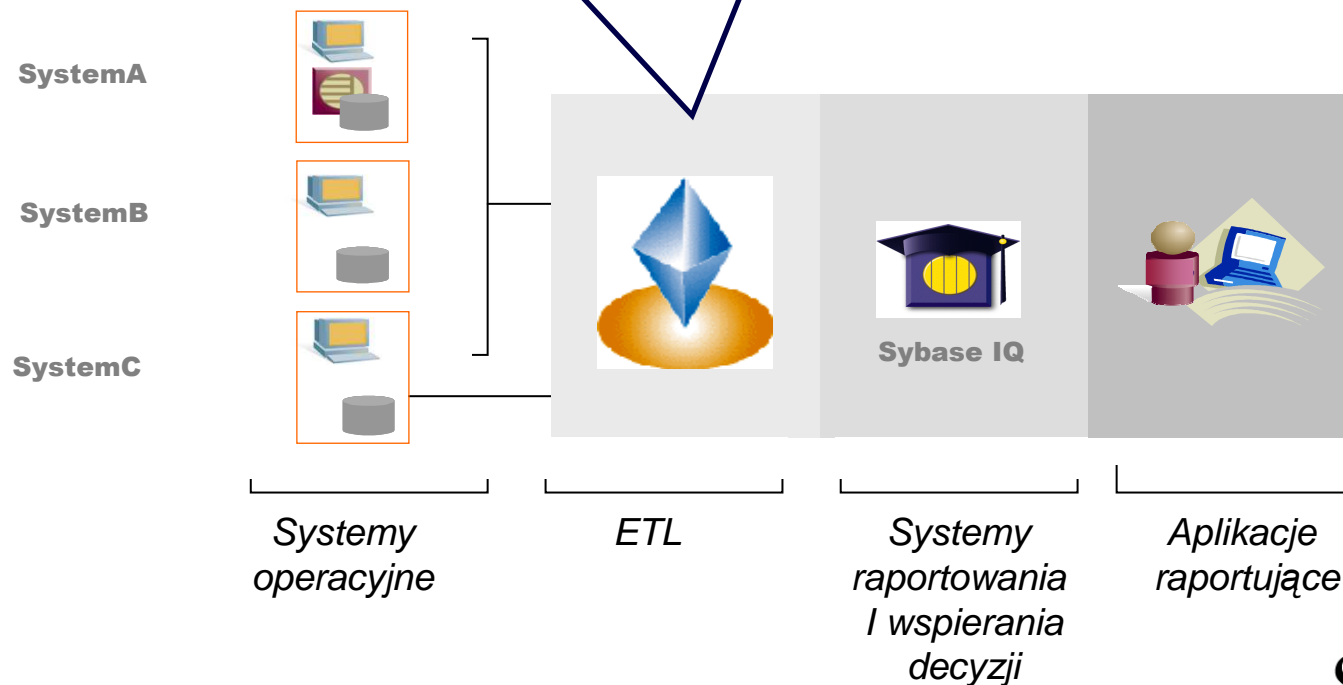 SystemA
SystemB
SystemC
Sybase IQ
Systemy
operacyjne
ETL
Systemy
raportowania
I wspierania
decyzji
Aplikacje
raportujące